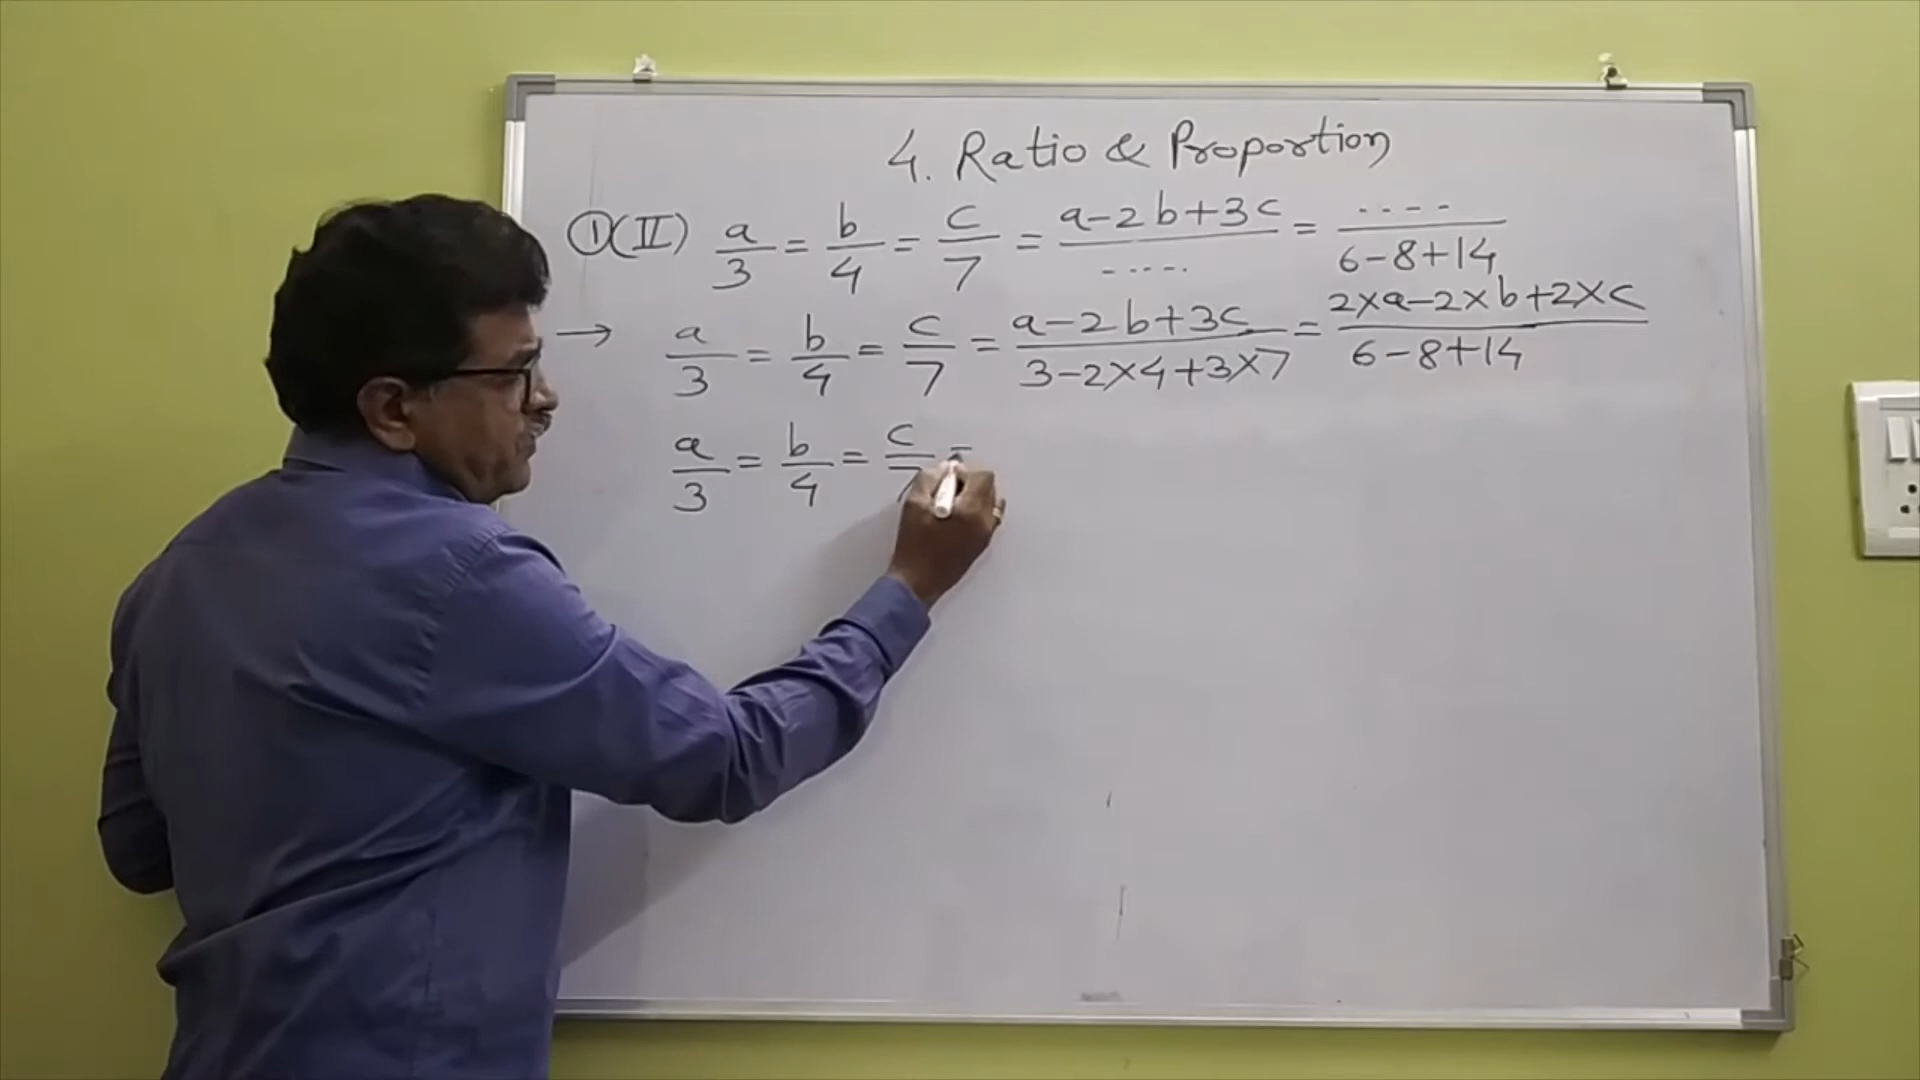 4. Ratio & Proportion
①(II) a/3 = b/4 = c/7 = a-2b+3c/----- = ----/6-8+14
→ a/3 = b/4 = c/7 = a-2b+3c/3-2×4+3×7 = 2×a-2×b+2×c/6-8+14
a/3 = b/4 = c/7 =